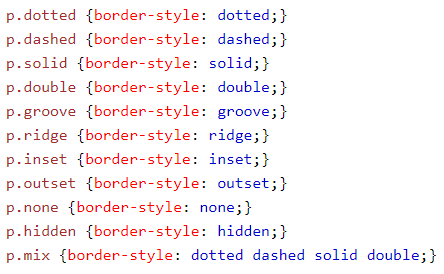 p.dotted {border-style: dotted;}
p.dashed {border-style: dashed;}
p.solid {border-style: solid;}
p.double {border-style: double;}
p.groove {border-style: groove;}
p.ridge {border-style: ridge;}
p.inset {border-style: inset;}
p.outset {border-style: outset;}
p.none {border-style: none;}
p.hidden {border-style: hidden;}
p.mix {border-style: dotted dashed solid double;}